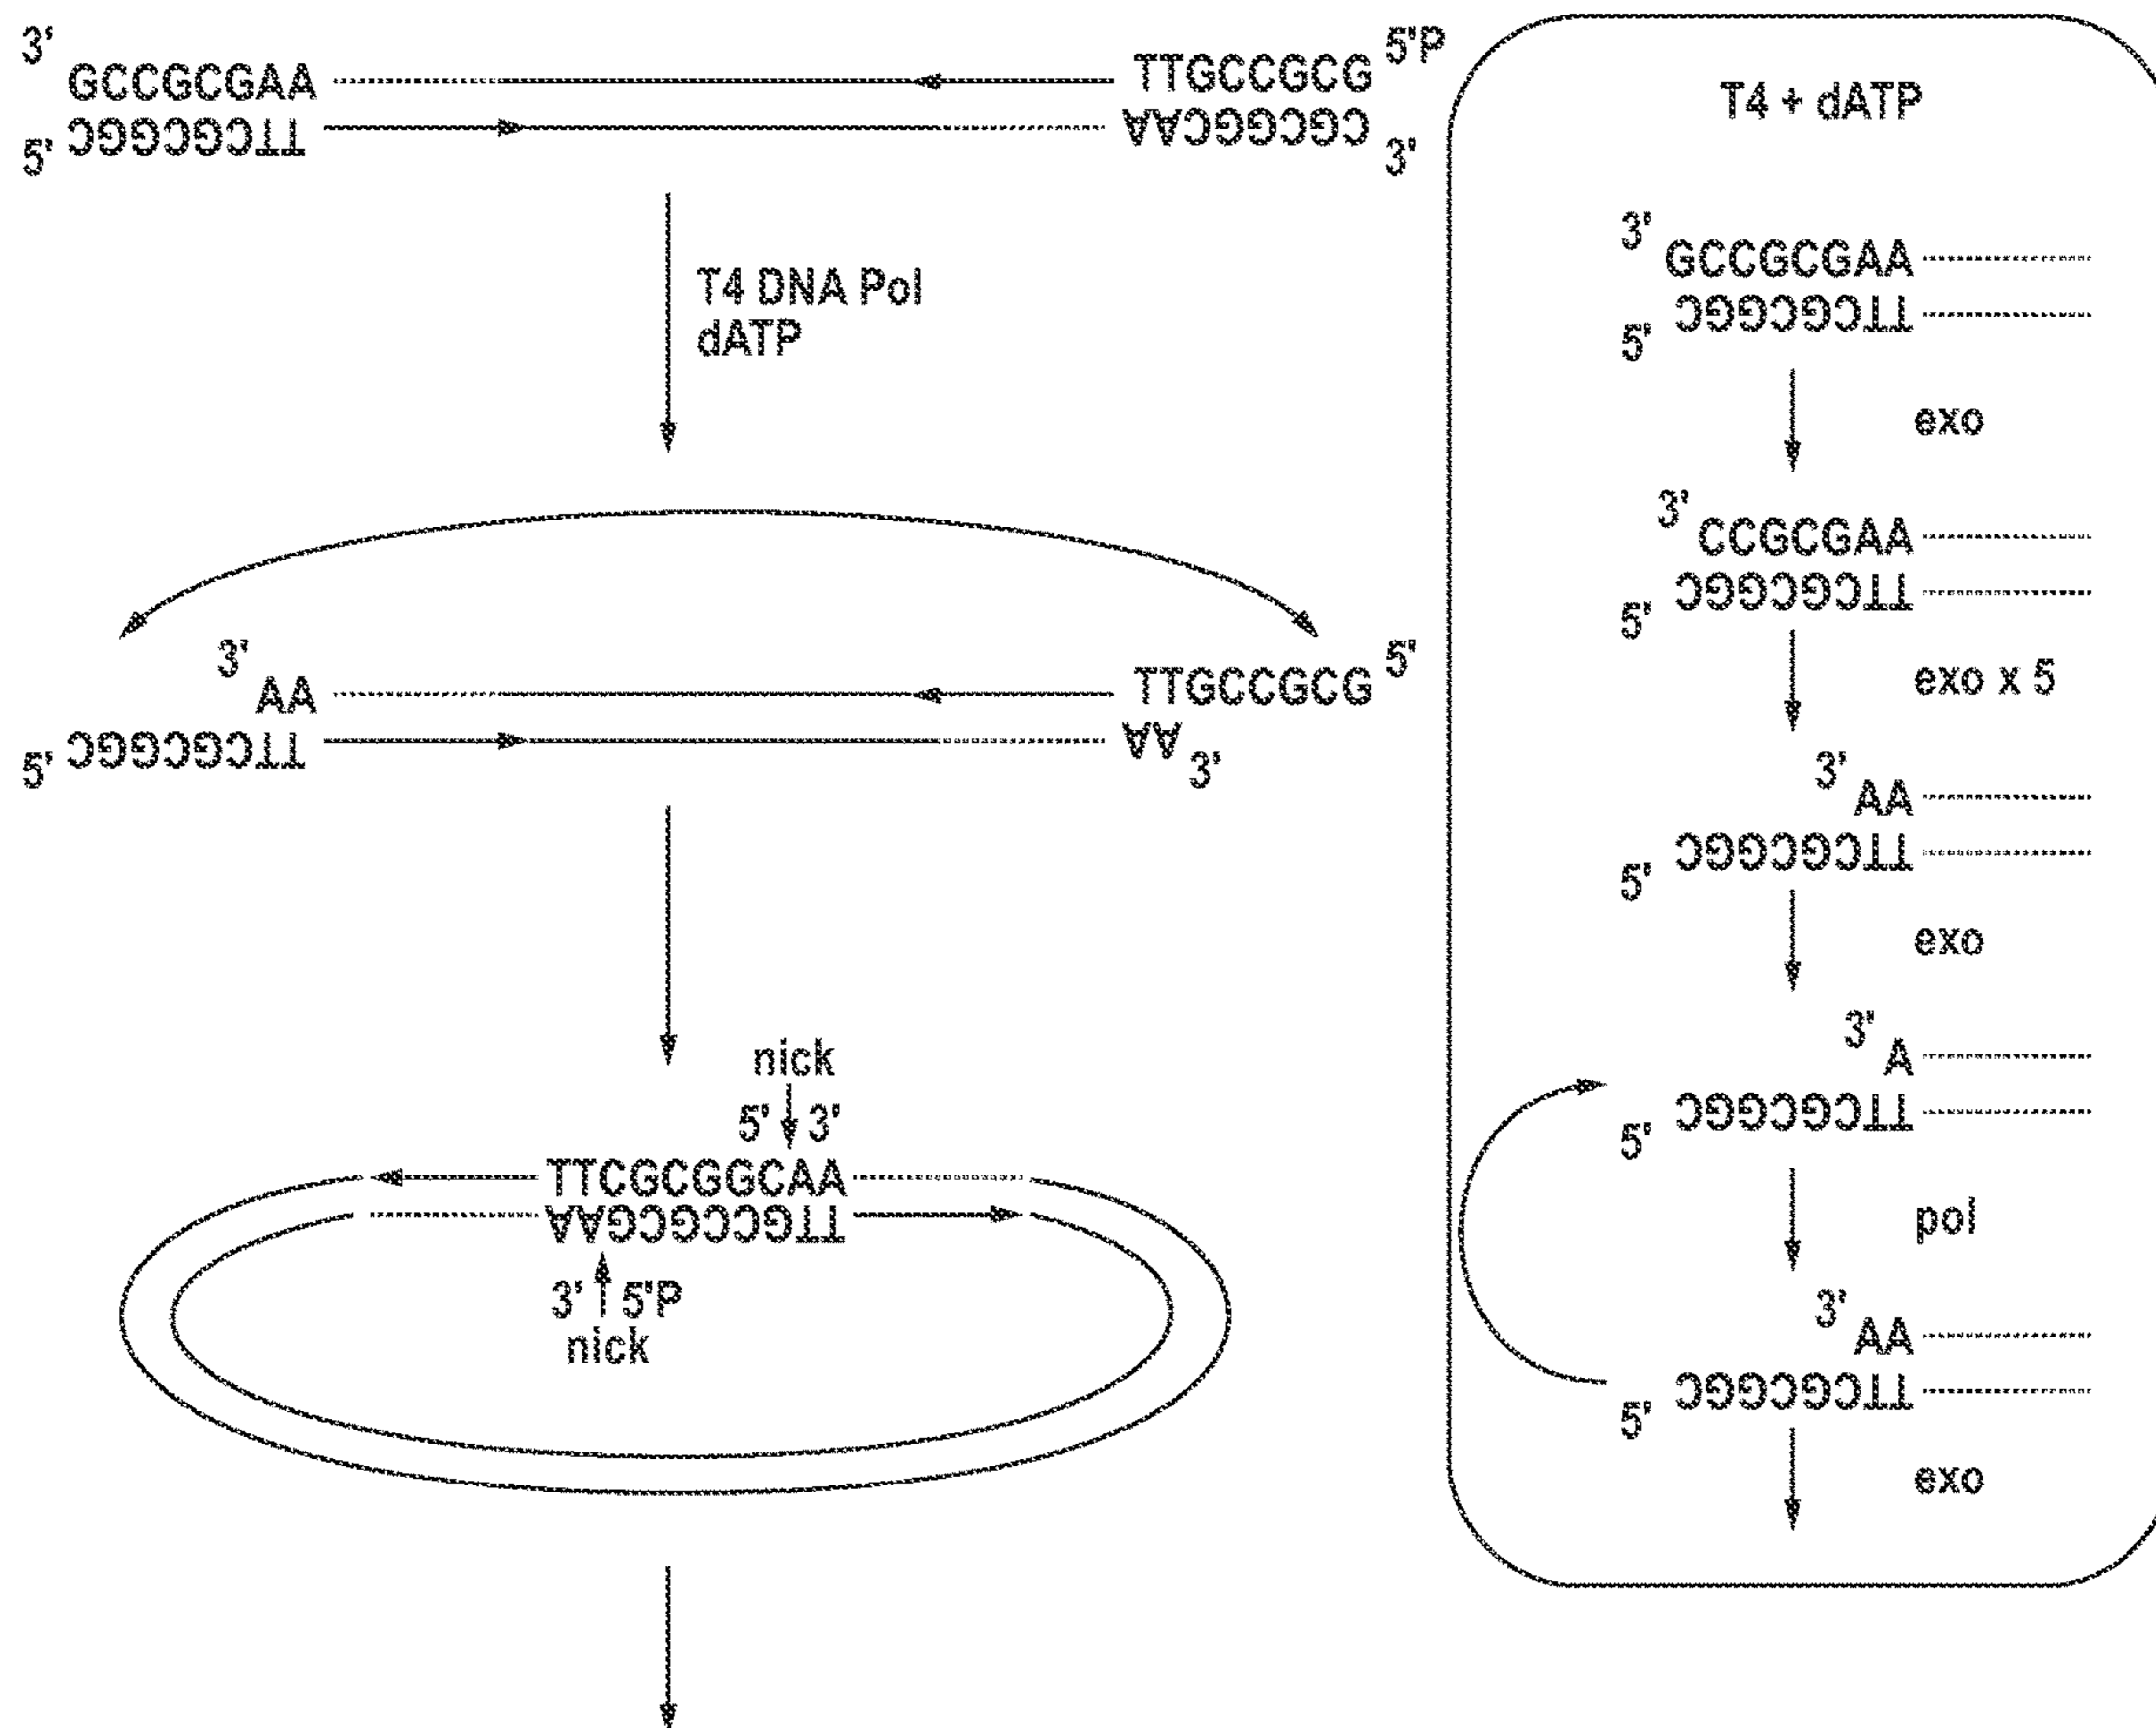 3' 5'P
GCCGCGAA TTGCCGCG
TTCGCGGC CGCGGCAA
5' 3'
T4 DNA Pol
dATP
3' 5'
AA TTGCCGCG
TTCGCGGC AA
5' 3'
nick
5' 3'
TTCGCGGCAA
TTGCCGCGAA
3' 5'P
nick
T4 + dATP
3'
GCCGCGAA
TTCGCGGC
5'
exo
3'
CCGCGAA
TTCGCGGC
5'
exo x 5
3'
AA
TTCGCGGC
5'
exo
3'
A
TTCGCGGC
5'
pol
3'
AA
TTCGCGGC
5'
exo